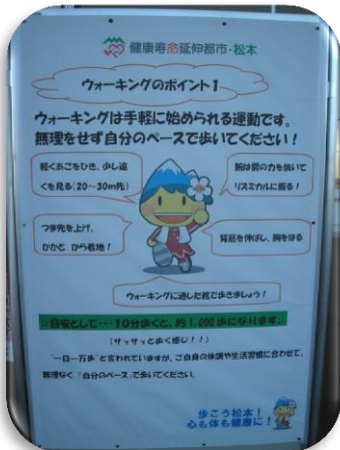 健康寿命延伸都市・松本
ウォーキングのポイント1
ウォーキングは手軽に始められる運動です。
無理をせず自分のペースで歩いてください！
軽くあごをひき、少し遠
くを見る(20〜30m先)
腕は肩の力を抜いて
リズミカルに振る！
つま先を上げ、
かかと から着地！
背筋を伸ばし、胸をはる
ウォーキングに適した靴で歩きましょう！
☆目安として・・・10分歩くと、約1,000歩になります。
(サッサッと歩く感じ！！)
"一日一万歩"と言われていますが、ご自身の体調や生活習慣に合わせて、
無理なく「自分のペース」で歩いてください。
歩こう松本！
心も体も健康に！